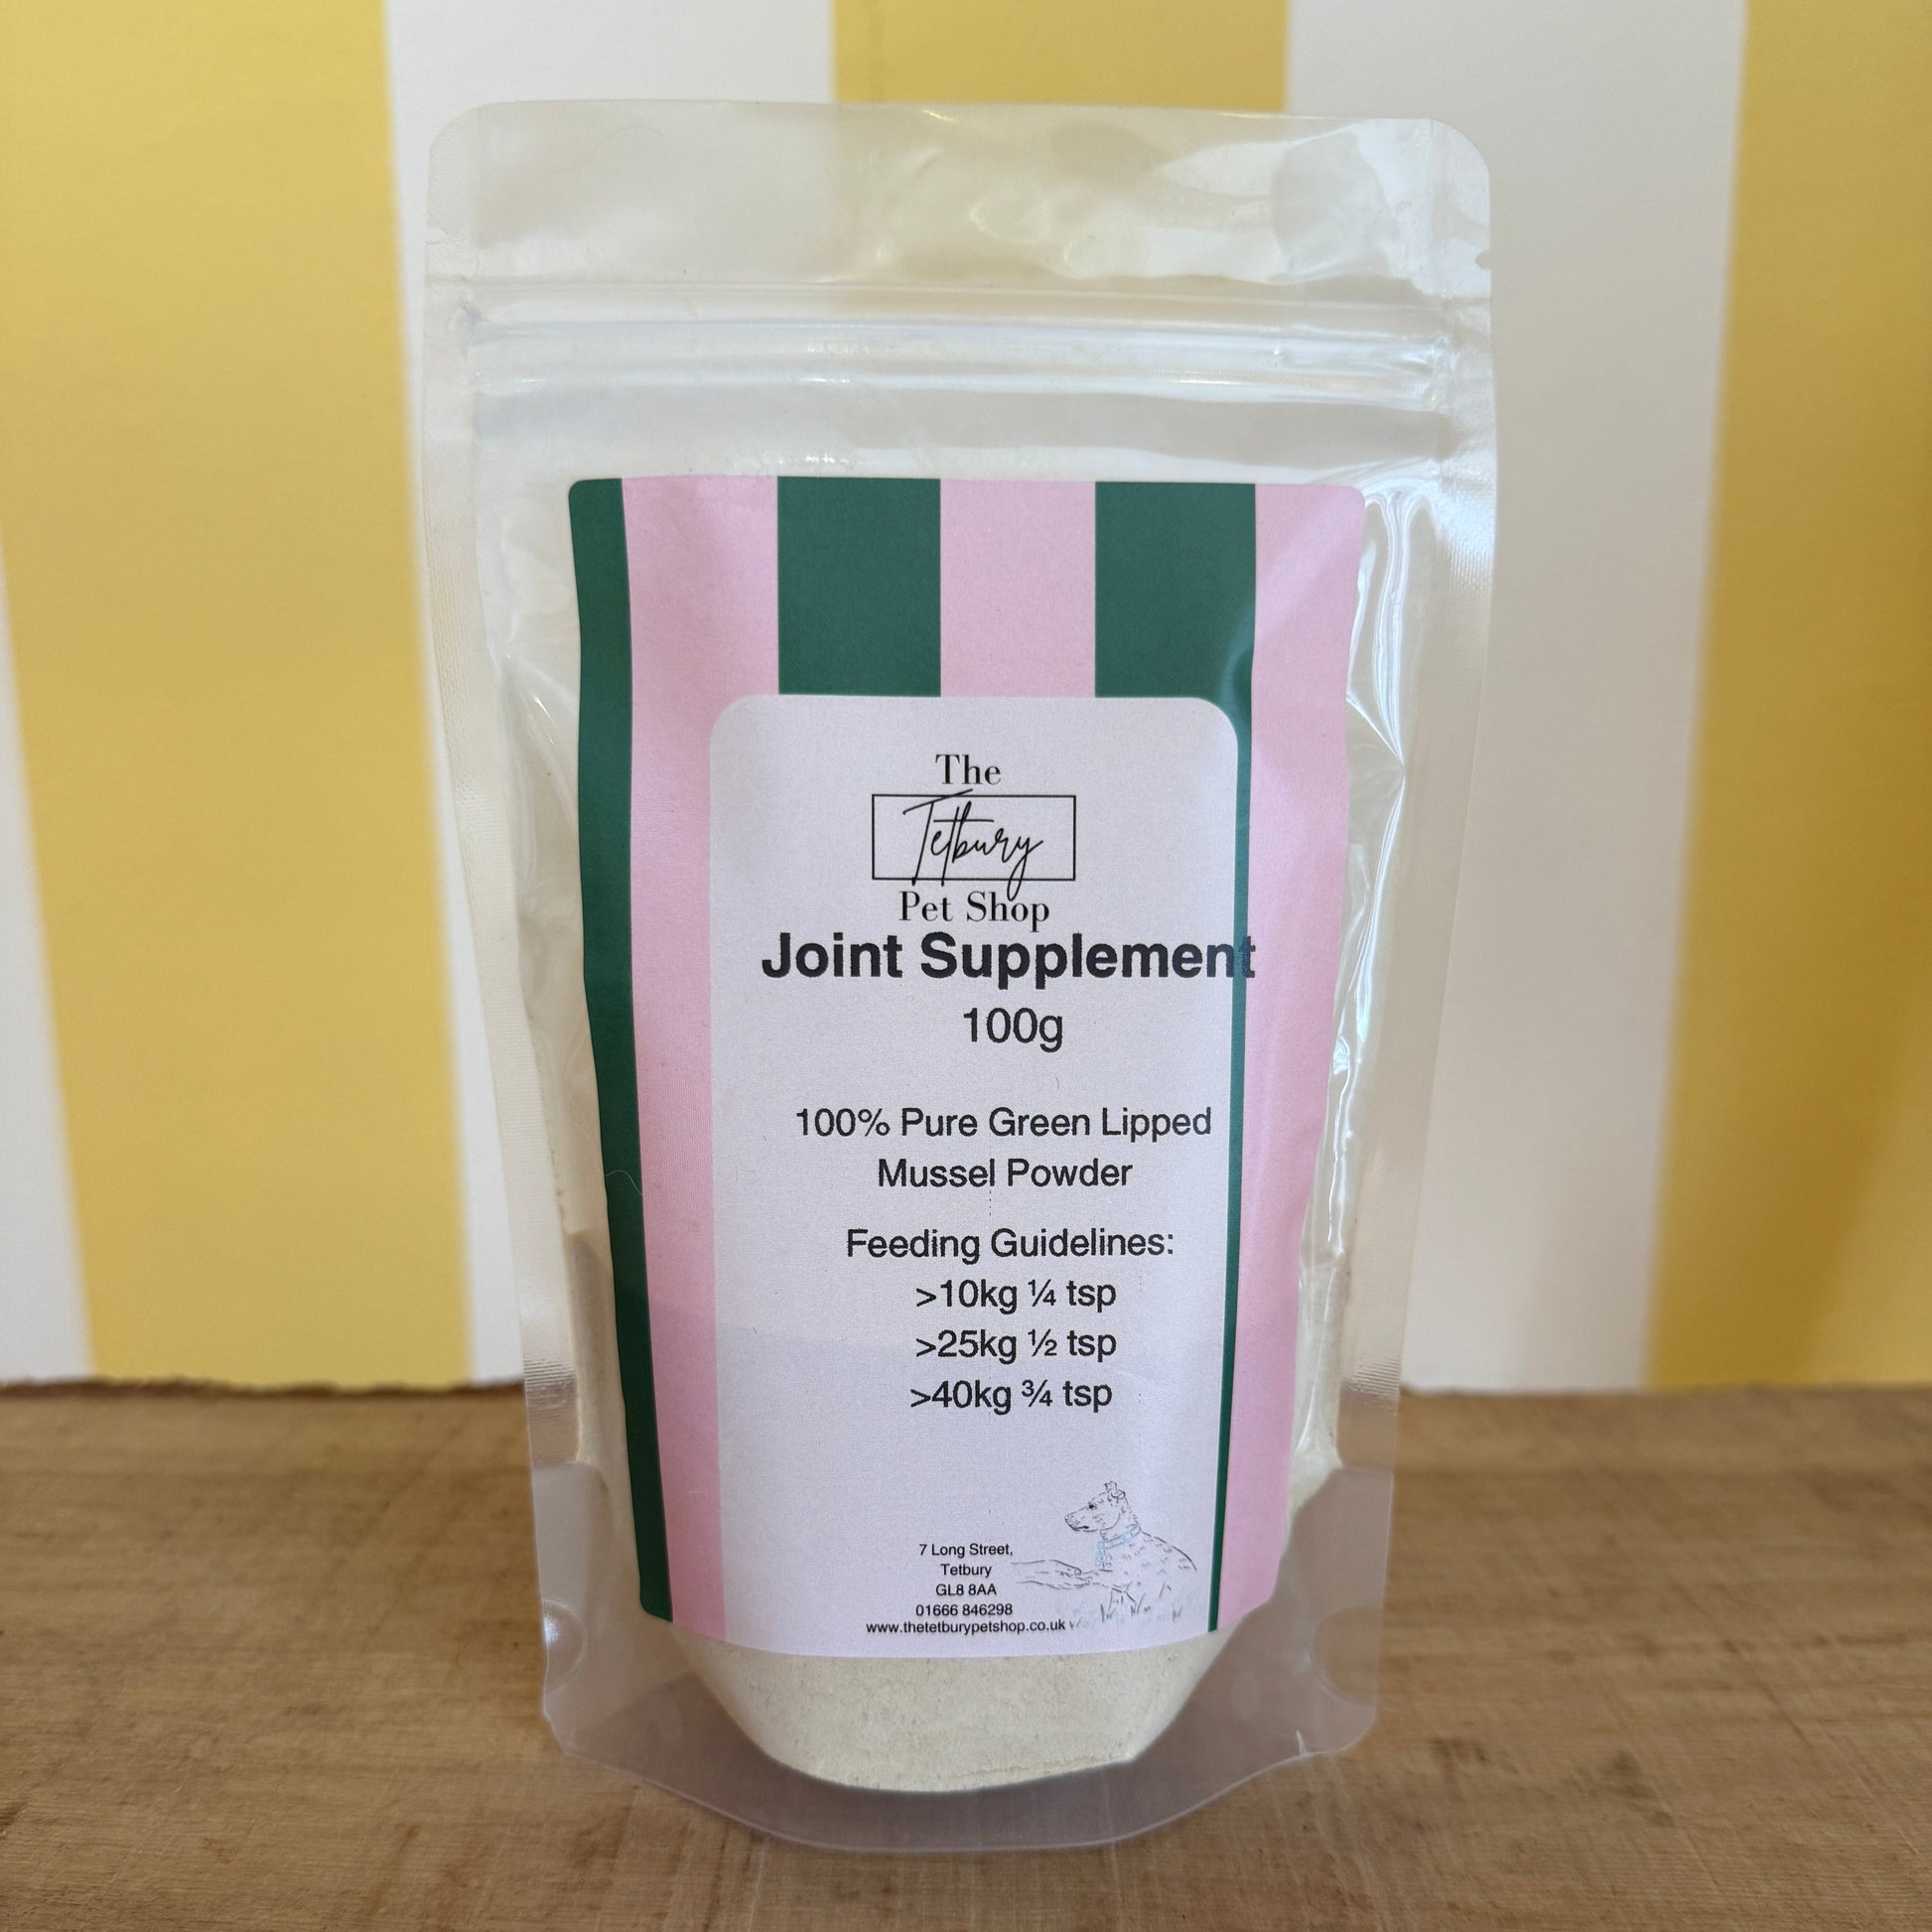 The
Tetbury
Pet Shop
Joint Supplement
100g
100% Pure Green Lipped
Mussel Powder
Feeding Guidelines:
>10kg ¼ tsp
>25kg ½ tsp
>40kg ¾ tsp
7 Long Street,
Tetbury
GL8 8AA
01666 846298
www.thetetburypetshop.co.uk